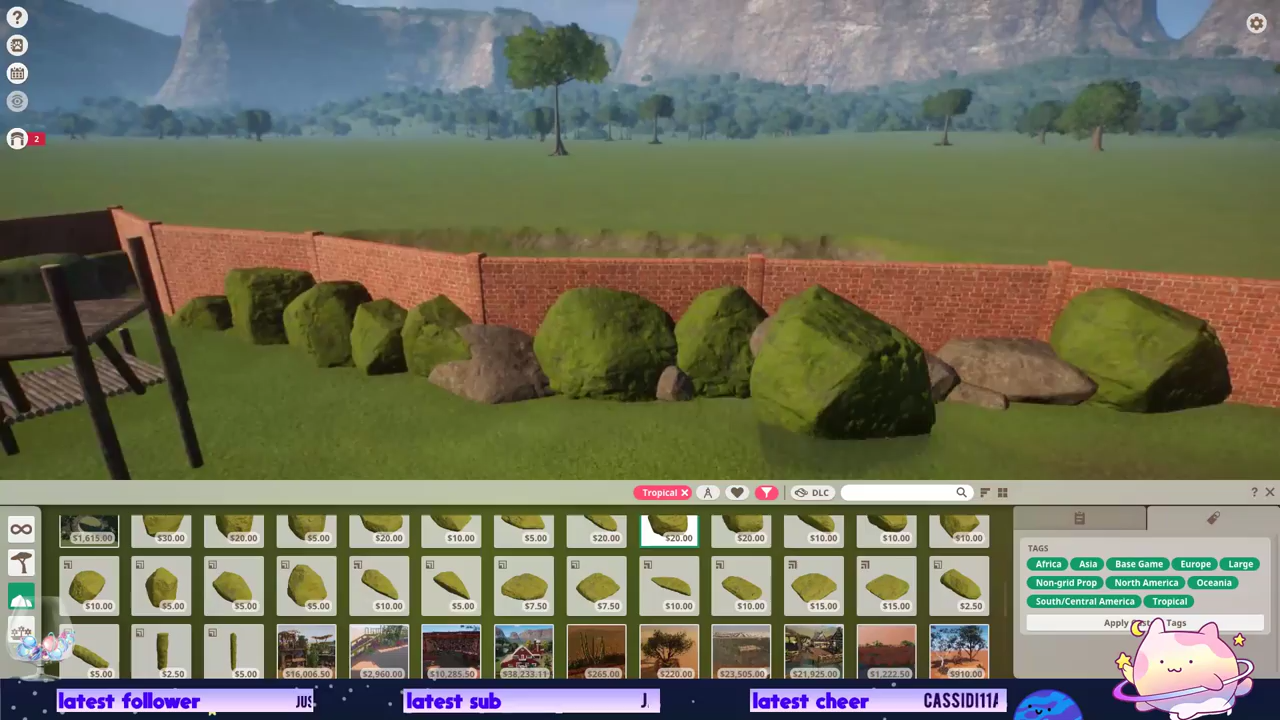 ?
2
Tropical ×
DLC
? ×
$1,615.00 $30.00 $20.00 $5.00 $20.00 $10.00 $5.00 $20.00 $20.00 $20.00 $10.00 $10.00 $10.00
TAGS
Africa Asia Base Game Europe Large
$10.00 $5.00 $5.00 $5.00 $10.00 $5.00 $7.50 $7.50 $10.00 $10.00 $15.00 $15.00 $2.50
Non-grid Prop North America Oceania
South/Central America Tropical
Apply Tags
$5.00 $2.50 $5.00 $16,006.50 $2,960.00 $10,285.50 $38,233.11 $265.00 $220.00 $23,505.00 $21,925.00 $1,222.50 $910.00
latest follower JUS
latest sub J
latest cheer CASSIDI11A